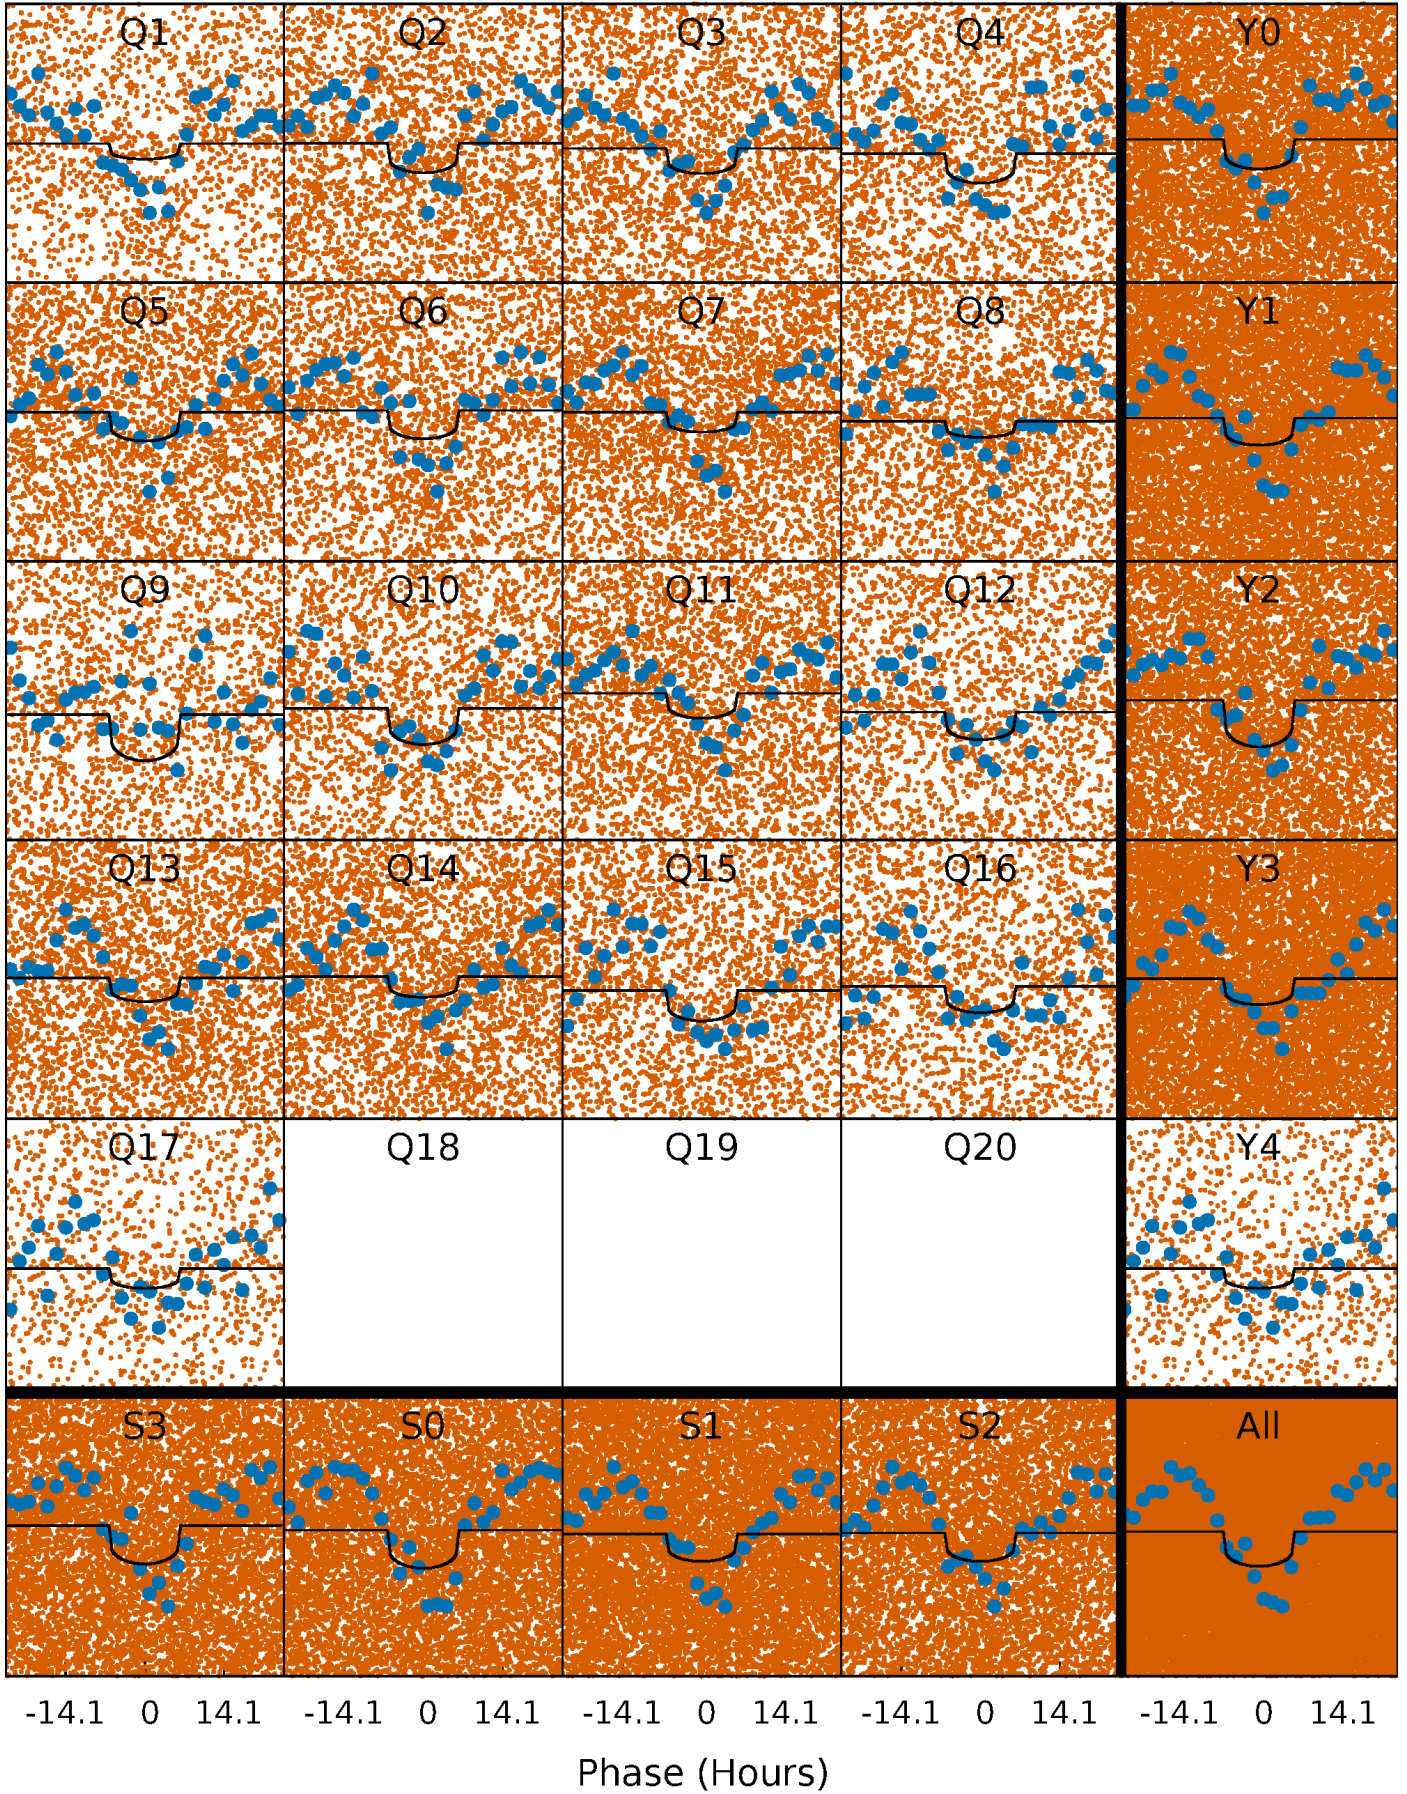 Q1 Q2 Q3 Q4 Y0
Q5 Q6 Q7 Q8 Y1
Q9 Q10 Q11 Q12 Y2
Q13 Q14 Q15 Q16 Y3
Q17 Q18 Q19 Q20 Y4
S3 S0 S1 S2 All
-14.1 0 14.1 -14.1 0 14.1 -14.1 0 14.1 -14.1 0 14.1 -14.1 0 14.1
Phase (Hours)